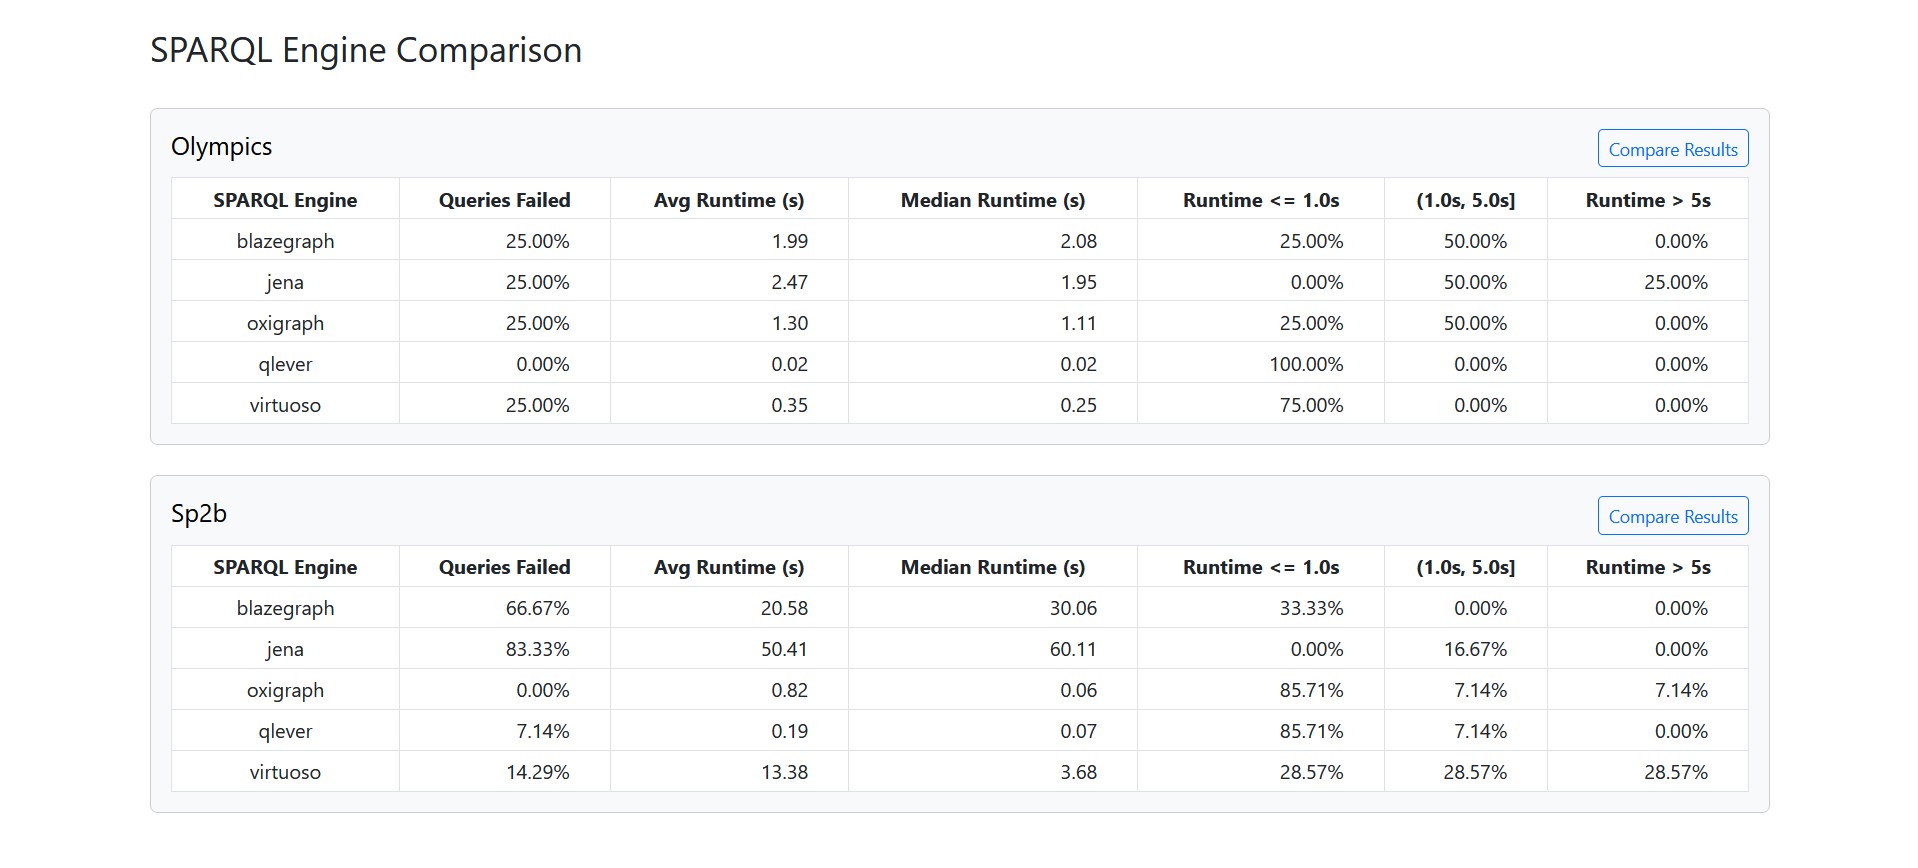 SPARQL Engine Comparison
Olympics
Compare Results
SPARQL Engine Queries Failed Avg Runtime (s) Median Runtime (s) Runtime <= 1.0s (1.0s, 5.0s] Runtime > 5s
blazegraph 25.00% 1.99 2.08 25.00% 50.00% 0.00%
jena 25.00% 2.47 1.95 0.00% 50.00% 25.00%
oxigraph 25.00% 1.30 1.11 25.00% 50.00% 0.00%
qlever 0.00% 0.02 0.02 100.00% 0.00% 0.00%
virtuoso 25.00% 0.35 0.25 75.00% 0.00% 0.00%
Sp2b
Compare Results
SPARQL Engine Queries Failed Avg Runtime (s) Median Runtime (s) Runtime <= 1.0s (1.0s, 5.0s] Runtime > 5s
blazegraph 66.67% 20.58 30.06 33.33% 0.00% 0.00%
jena 83.33% 50.41 60.11 0.00% 16.67% 0.00%
oxigraph 0.00% 0.82 0.06 85.71% 7.14% 7.14%
qlever 7.14% 0.19 0.07 85.71% 7.14% 0.00%
virtuoso 14.29% 13.38 3.68 28.57% 28.57% 28.57%